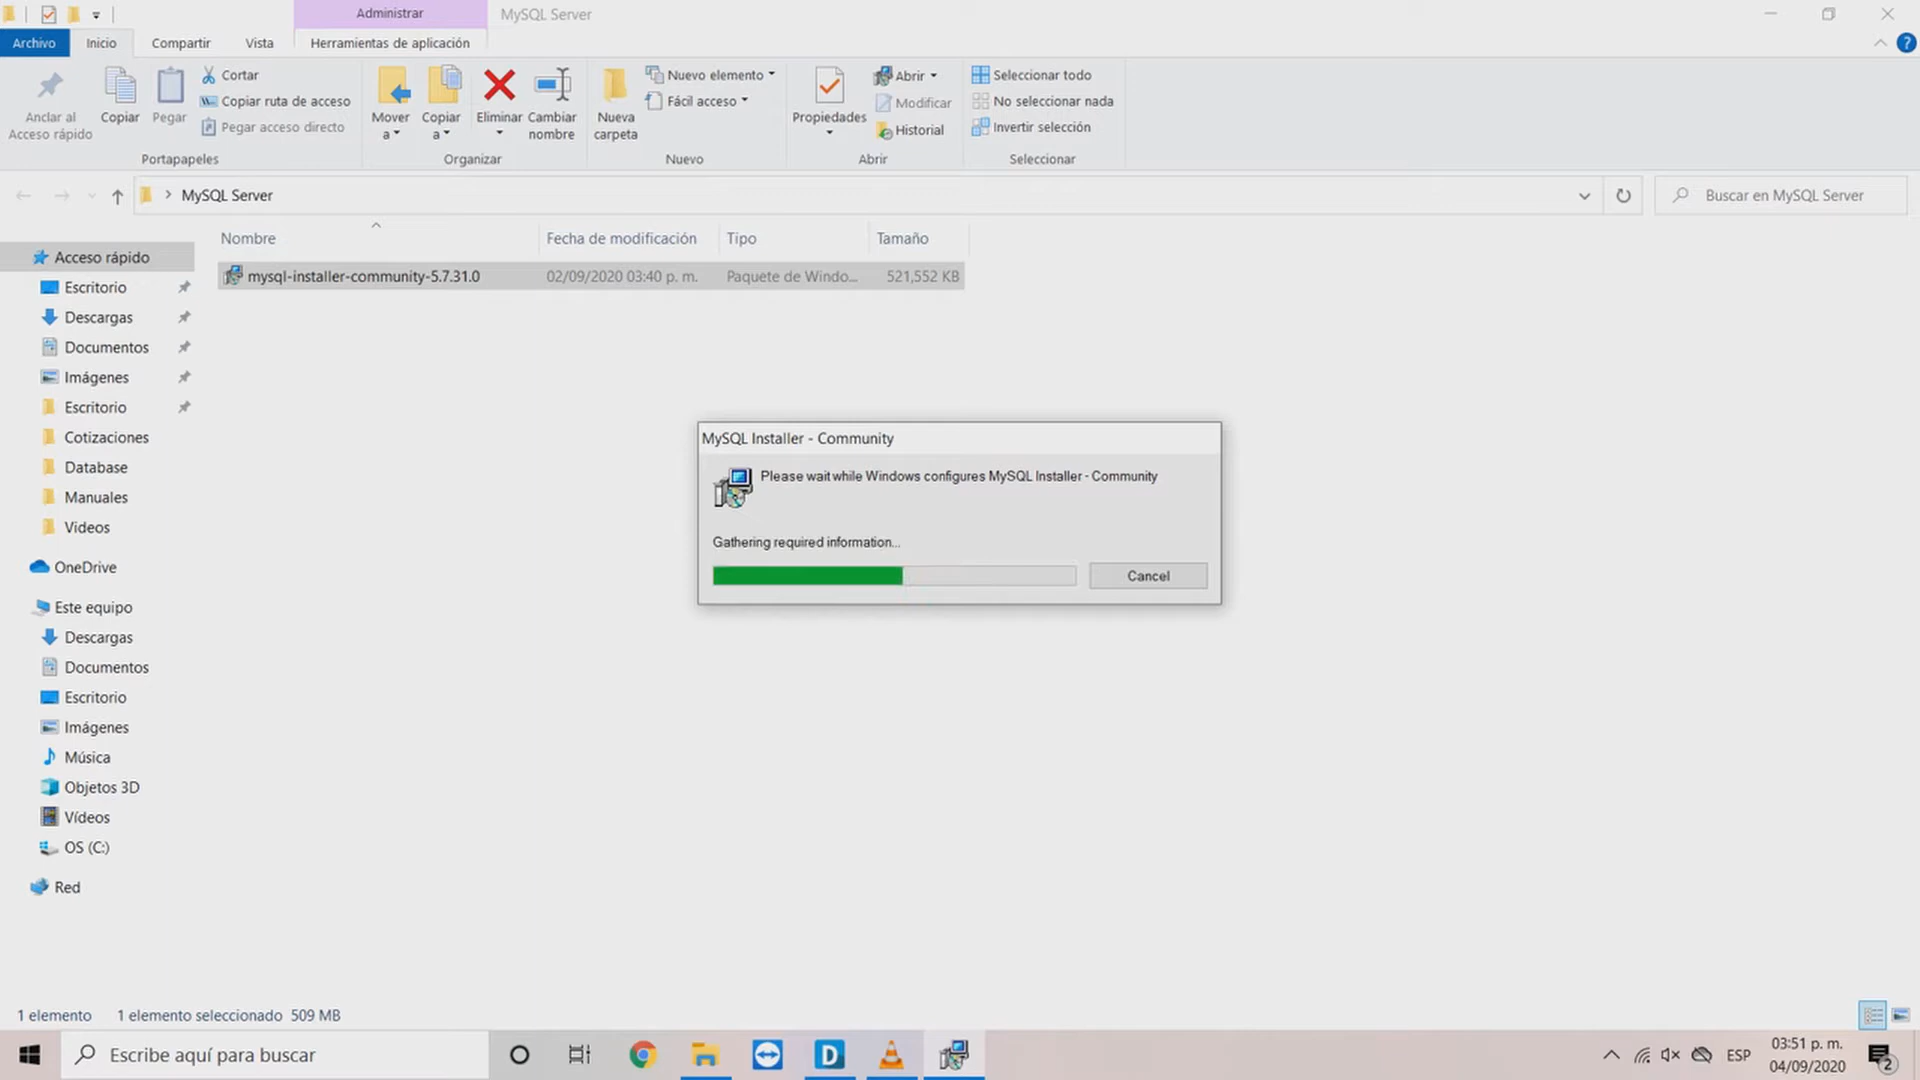 Administrar
MySQL Server
Archivo
Inicio
Compartir
Vista
Herramientas de aplicación
Anclar al
Acceso rápido
Copiar
Pegar
Cortar
Copiar ruta de acceso
Pegar acceso directo
Portapapeles
Mover
a
Copiar
a
Eliminar
Cambiar
nombre
Organizar
Nueva
carpeta
Nuevo elemento
Fácil acceso
Nuevo
Propiedades
Abrir
Modificar
Historial
Abrir
Seleccionar todo
No seleccionar nada
Invertir selección
Seleccionar
MySQL Server
Buscar en MySQL Server
Nombre
Fecha de modificación
Tipo
Tamaño
mysql-installer-community-5.7.31.0
02/09/2020 03:40 p. m.
Paquete de Windo...
521,552 KB
Acceso rápido
Escritorio
Descargas
Documentos
Imágenes
Escritorio
Cotizaciones
Database
Manuales
Videos
OneDrive
Este equipo
Descargas
Documentos
Escritorio
Imágenes
Música
Objetos 3D
Vídeos
OS (C:)
Red
MySQL Installer - Community
Please wait while Windows configures MySQL Installer - Community
Gathering required information...
Cancel
1 elemento
1 elemento seleccionado 509 MB
Escribe aquí para buscar
D
ESP
03:51 p. m.
04/09/2020
2